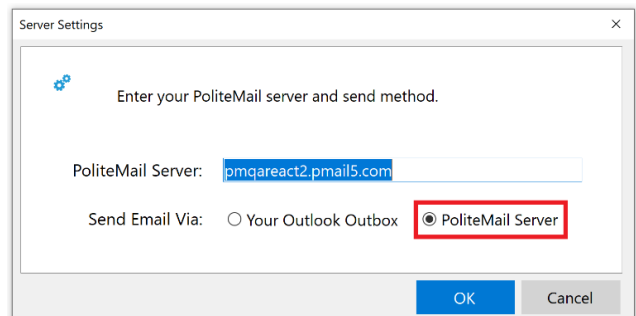 Server Settings
Enter your PoliteMail server and send method.
PoliteMail Server: pmqareact2.pmail5.com
Send Email Via: Your Outlook Outbox PoliteMail Server
OK Cancel